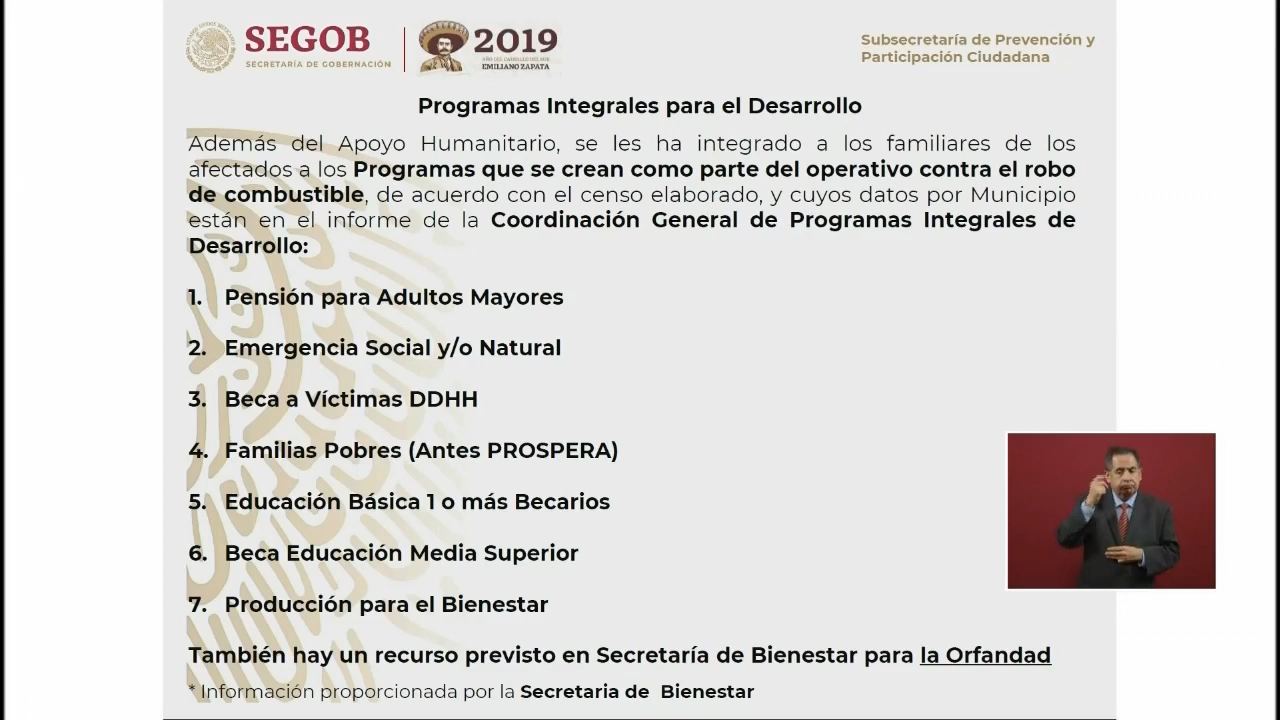 SEGOB
SECRETARÍA DE GOBERNACIÓN
2019
EMILIANO ZAPATA
Subsecretaría de Prevención y
Participación Ciudadana
Programas Integrales para el Desarrollo
Además del Apoyo Humanitario, se les ha integrado a los familiares de los
afectados a los Programas que se crean como parte del operativo contra el robo
de combustible, de acuerdo con el censo elaborado, y cuyos datos por Municipio
están en el informe de la Coordinación General de Programas Integrales de
Desarrollo:
1. Pensión para Adultos Mayores
2. Emergencia Social y/o Natural
3. Beca a Víctimas DDHH
4. Familias Pobres (Antes PROSPERA)
5. Educación Básica 1 o más Becarios
6. Beca Educación Media Superior
7. Producción para el Bienestar
También hay un recurso previsto en Secretaría de Bienestar para la Orfandad
* Información proporcionada por la Secretaria de Bienestar